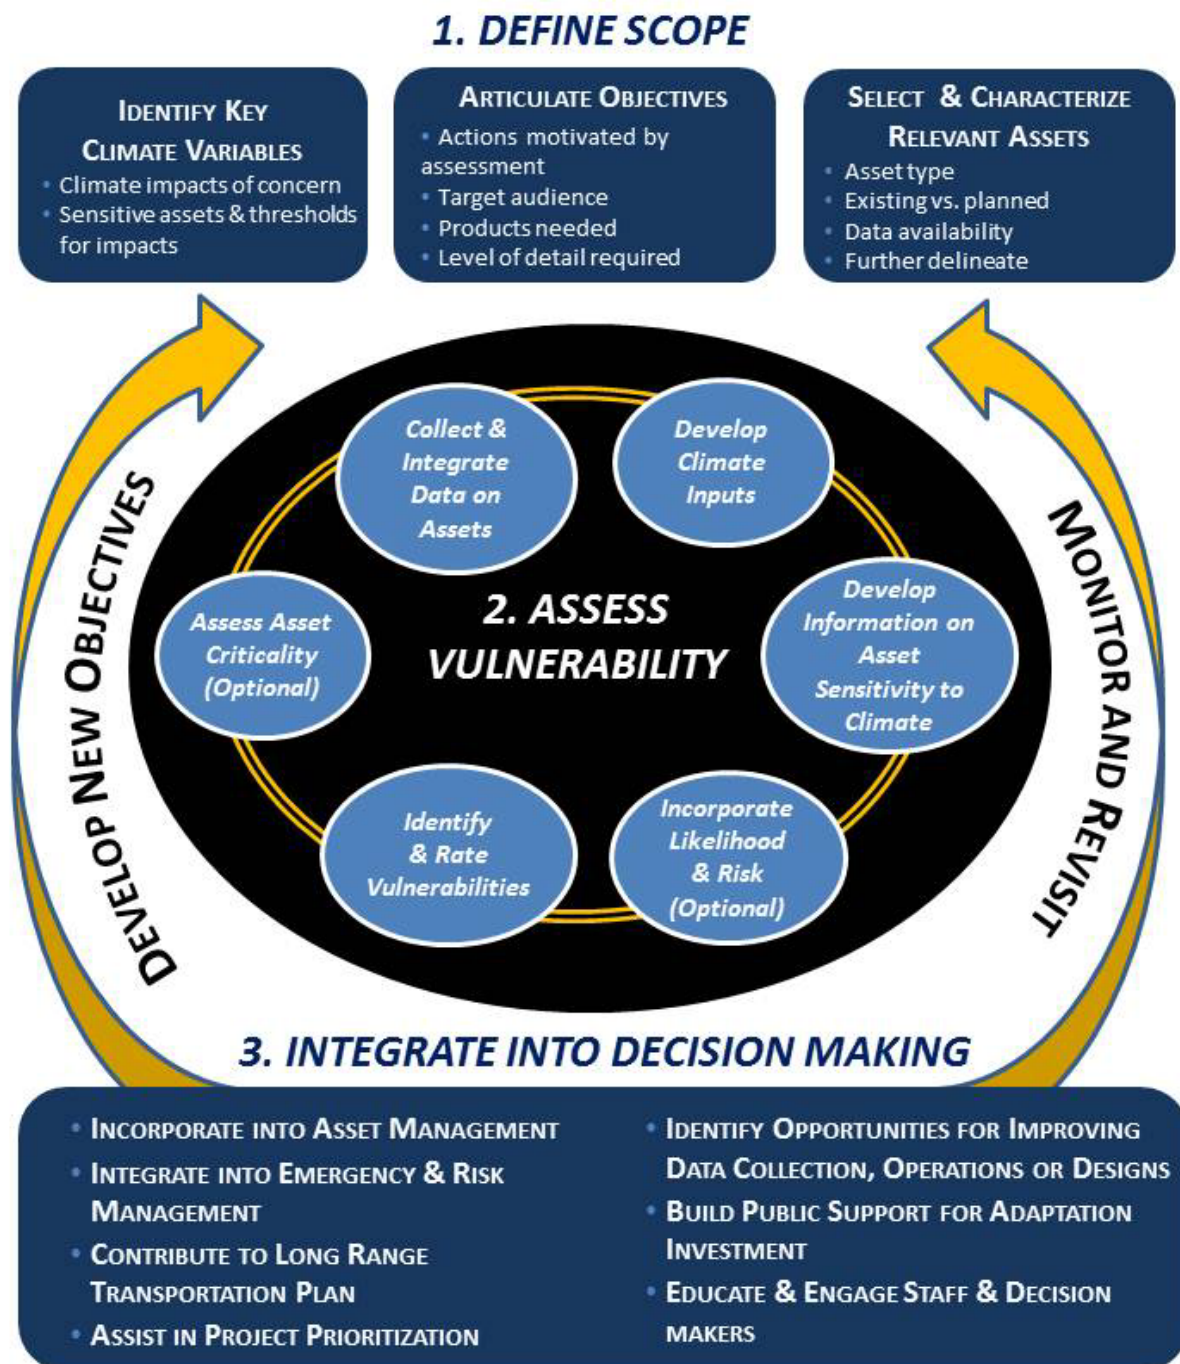 1. DEFINE SCOPE
IDENTIFY KEY
CLIMATE VARIABLES
• Climate impacts of concern
• Sensitive assets & thresholds
for impacts
ARTICULATE OBJECTIVES
• Actions motivated by
assessment
• Target audience
• Products needed
• Level of detail required
SELECT & CHARACTERIZE
RELEVANT ASSETS
• Asset type
• Existing vs. planned
• Data availability
• Further delineate
DEVELOP NEW OBJECTIVES
Collect &
Integrate
Data on
Assets
Develop
Climate
Inputs
Assess Asset
Criticality
(Optional)
2. ASSESS
VULNERABILITY
Develop
Information on
Asset
Sensitivity to
Climate
Identify
& Rate
Vulnerabilities
Incorporate
Likelihood
& Risk
(Optional)
MONITOR AND REVISIT
3. INTEGRATE INTO DECISION MAKING
• INCORPORATE INTO ASSET MANAGEMENT
• INTEGRATE INTO EMERGENCY & RISK
MANAGEMENT
• CONTRIBUTE TO LONG RANGE
TRANSPORTATION PLAN
• ASSIST IN PROJECT PRIORITIZATION
• IDENTIFY OPPORTUNITIES FOR IMPROVING
DATA COLLECTION, OPERATIONS OR DESIGNS
• BUILD PUBLIC SUPPORT FOR ADAPTATION
INVESTMENT
• EDUCATE & ENGAGE STAFF & DECISION
MAKERS